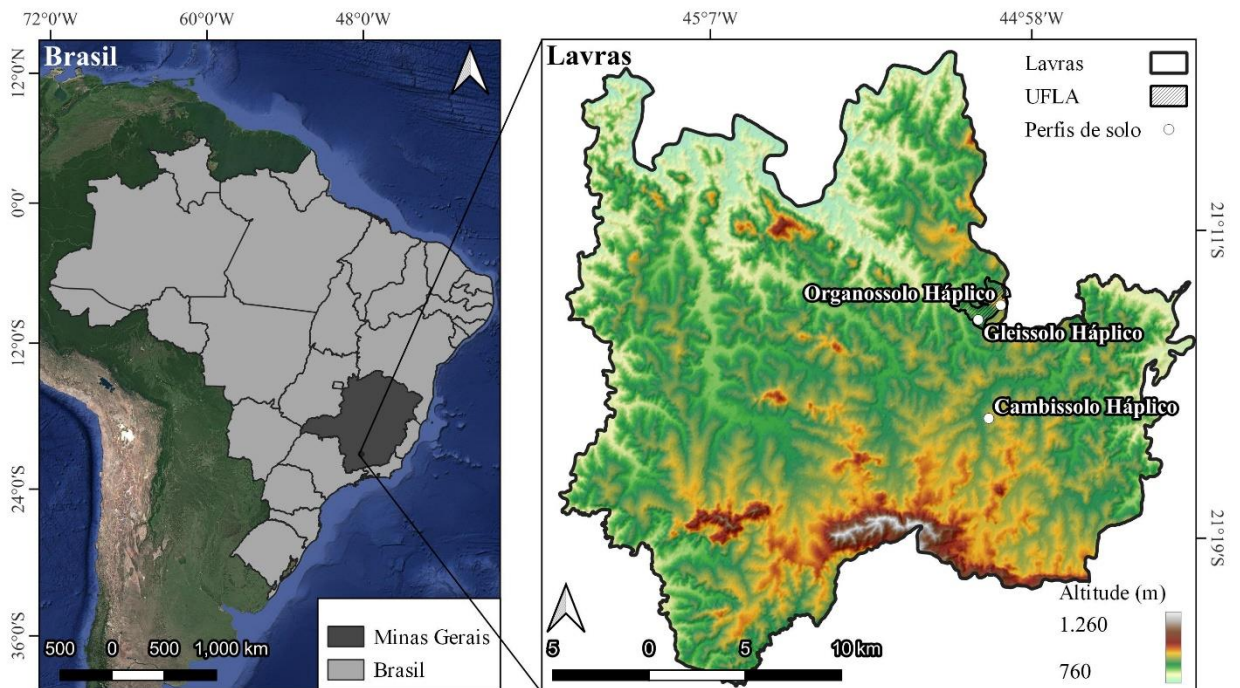 72°0'W
60°0'W
48°0'W
45°7'W
44°58'W
Brasil
Lavras
12°0'N
0°0'
12°0'S
24°0'S
36°0'S
Lavras
UFLA
Perfis de solo
21°11'S
Organossolo Háplico
Gleissolo Háplico
Cambissolo Háplico
21°19'S
Altitude (m)
1.260
760
Minas Gerais
Brasil
500 0 500 1,000 km
5 0 5 10 km